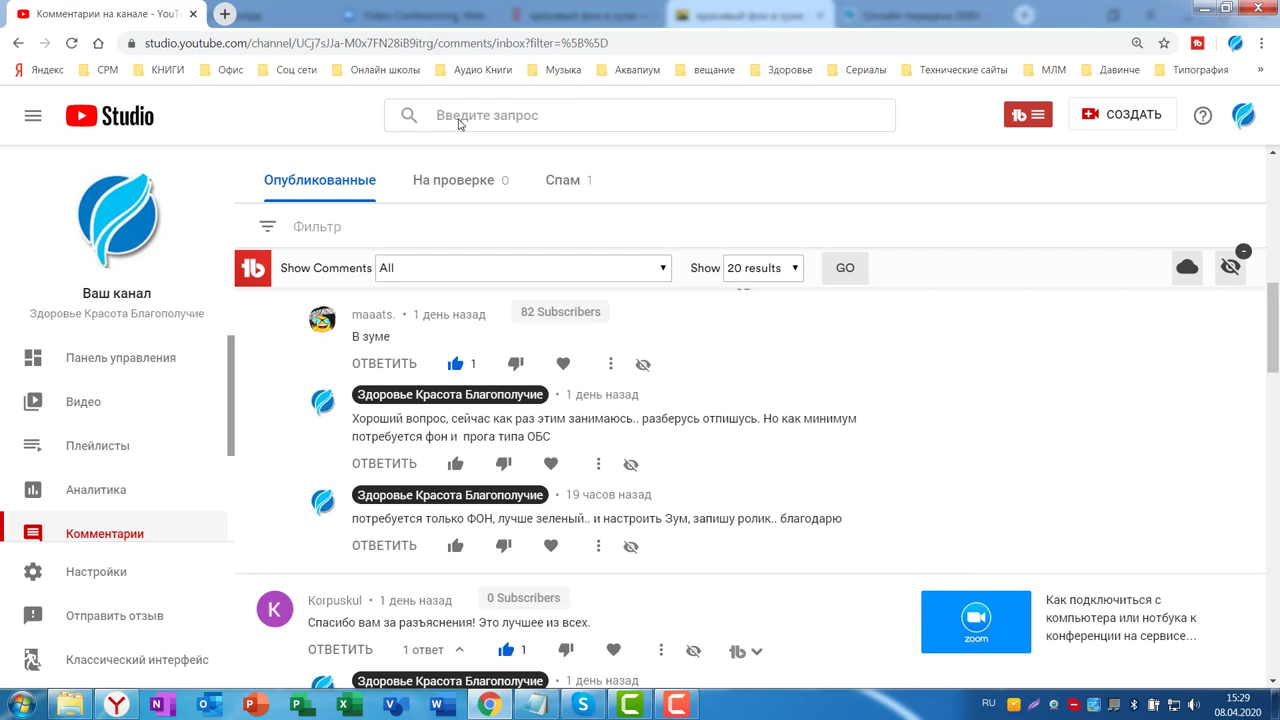 Комментарии на канале - YouT
studio.youtube.com/channel/UCj7sJJa-M0x7FN28iB9itrg/comments/inbox?filter=%5B%5D
Яндекс СРМ КНИГИ Офис Соц сети Онлайн школы Аудио Книги Музыка Аквапиум вещание Здоровье Сериалы Технические сайты МЛМ Давинче Типография »
Studio
Введите запрос
СОЗДАТЬ
Опубликованные На проверке 0 Спам 1
Фильтр
Show Comments All Show 20 results GO
Ваш канал
Здоровье Красота Благополучие
Панель управления
Видео
Плейлисты
Аналитика
Комментарии
Настройки
Отправить отзыв
Классический интерфейс
maaats. • 1 день назад 82 Subscribers
В зуме
ОТВЕТИТЬ 1
Здоровье Красота Благополучие • 1 день назад
Хороший вопрос, сейчас как раз этим занимаюсь.. разберусь отпишусь. Но как минимум
потребуется фон и прога типа ОБС
ОТВЕТИТЬ
Здоровье Красота Благополучие • 19 часов назад
потребуется только ФОН, лучше зеленый.. и настроить Зум, запишу ролик.. благодарю
ОТВЕТИТЬ
K
Korpuskul • 1 день назад 0 Subscribers
Спасибо вам за разъяснения! Это лучшее из всех.
ОТВЕТИТЬ 1 ответ 1
Здоровье Красота Благополучие • 1 день назад
zoom
Как подключиться с
компьютера или нотбука к
конференции на сервисе...
RU
15:29
08.04.2020